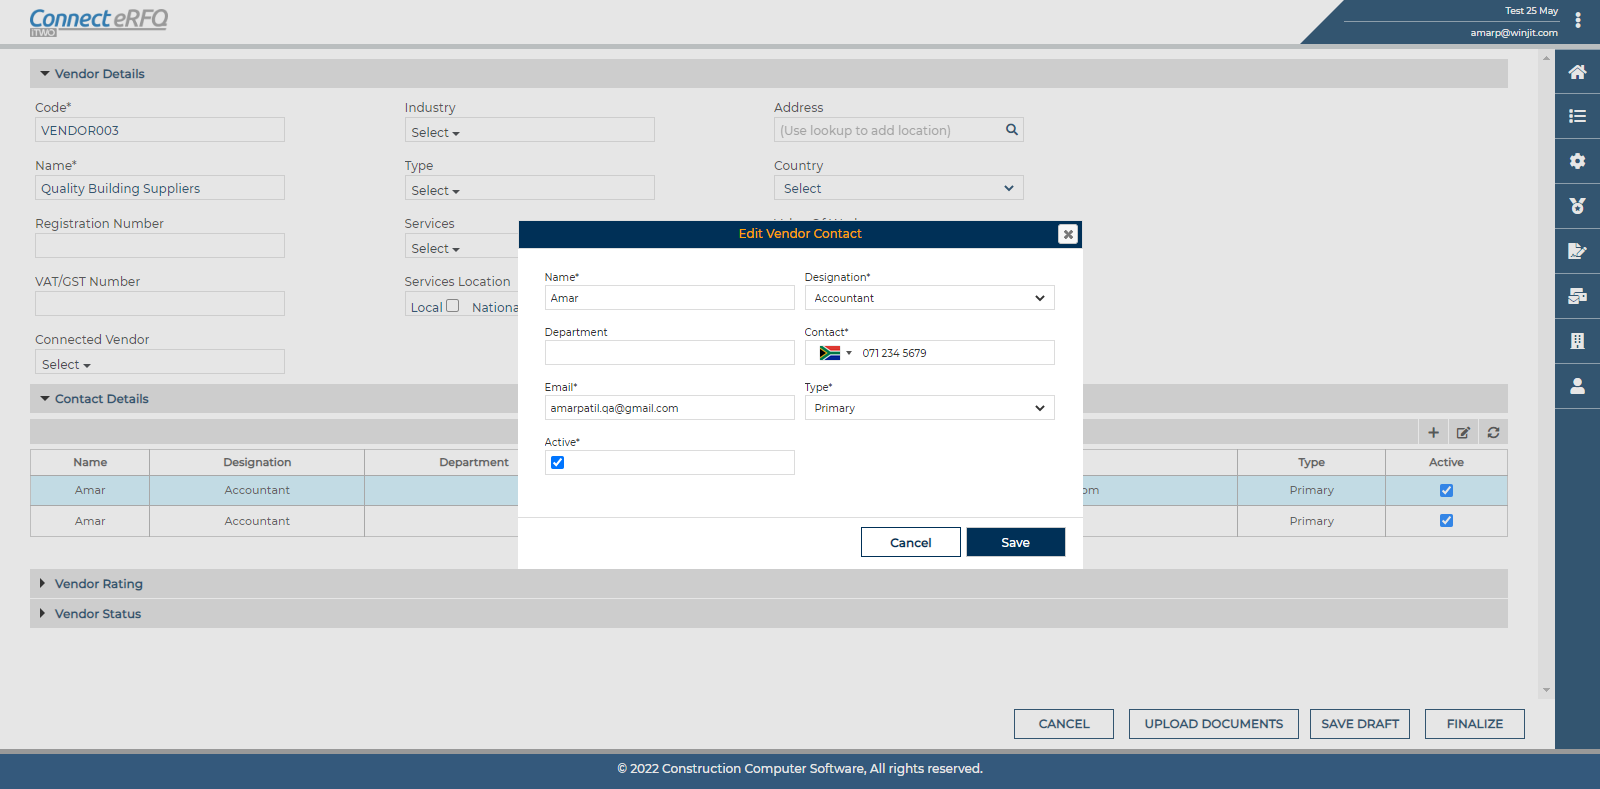 Connect eRFQ
iTWO
Test 25 May
amarp@winjit.com
Vendor Details
Code*
VENDOR003
Industry
Select
Address
(Use lookup to add location)
Name*
Quality Building Suppliers
Type
Select
Country
Select
Registration Number
Services
Select
VAT/GST Number
Services Location
Local
Nationa
Connected Vendor
Select
Edit Vendor Contact
Name*
Amar
Designation*
Accountant
Department
Contact*
071 234 5679
Email*
amarpatil.qa@gmail.com
Type*
Primary
Active*
Cancel
Save
Contact Details
Name Designation Department Type Active
Amar Accountant om Primary
Amar Accountant Primary
Vendor Rating
Vendor Status
CANCEL
UPLOAD DOCUMENTS
SAVE DRAFT
FINALIZE
© 2022 Construction Computer Software, All rights reserved.